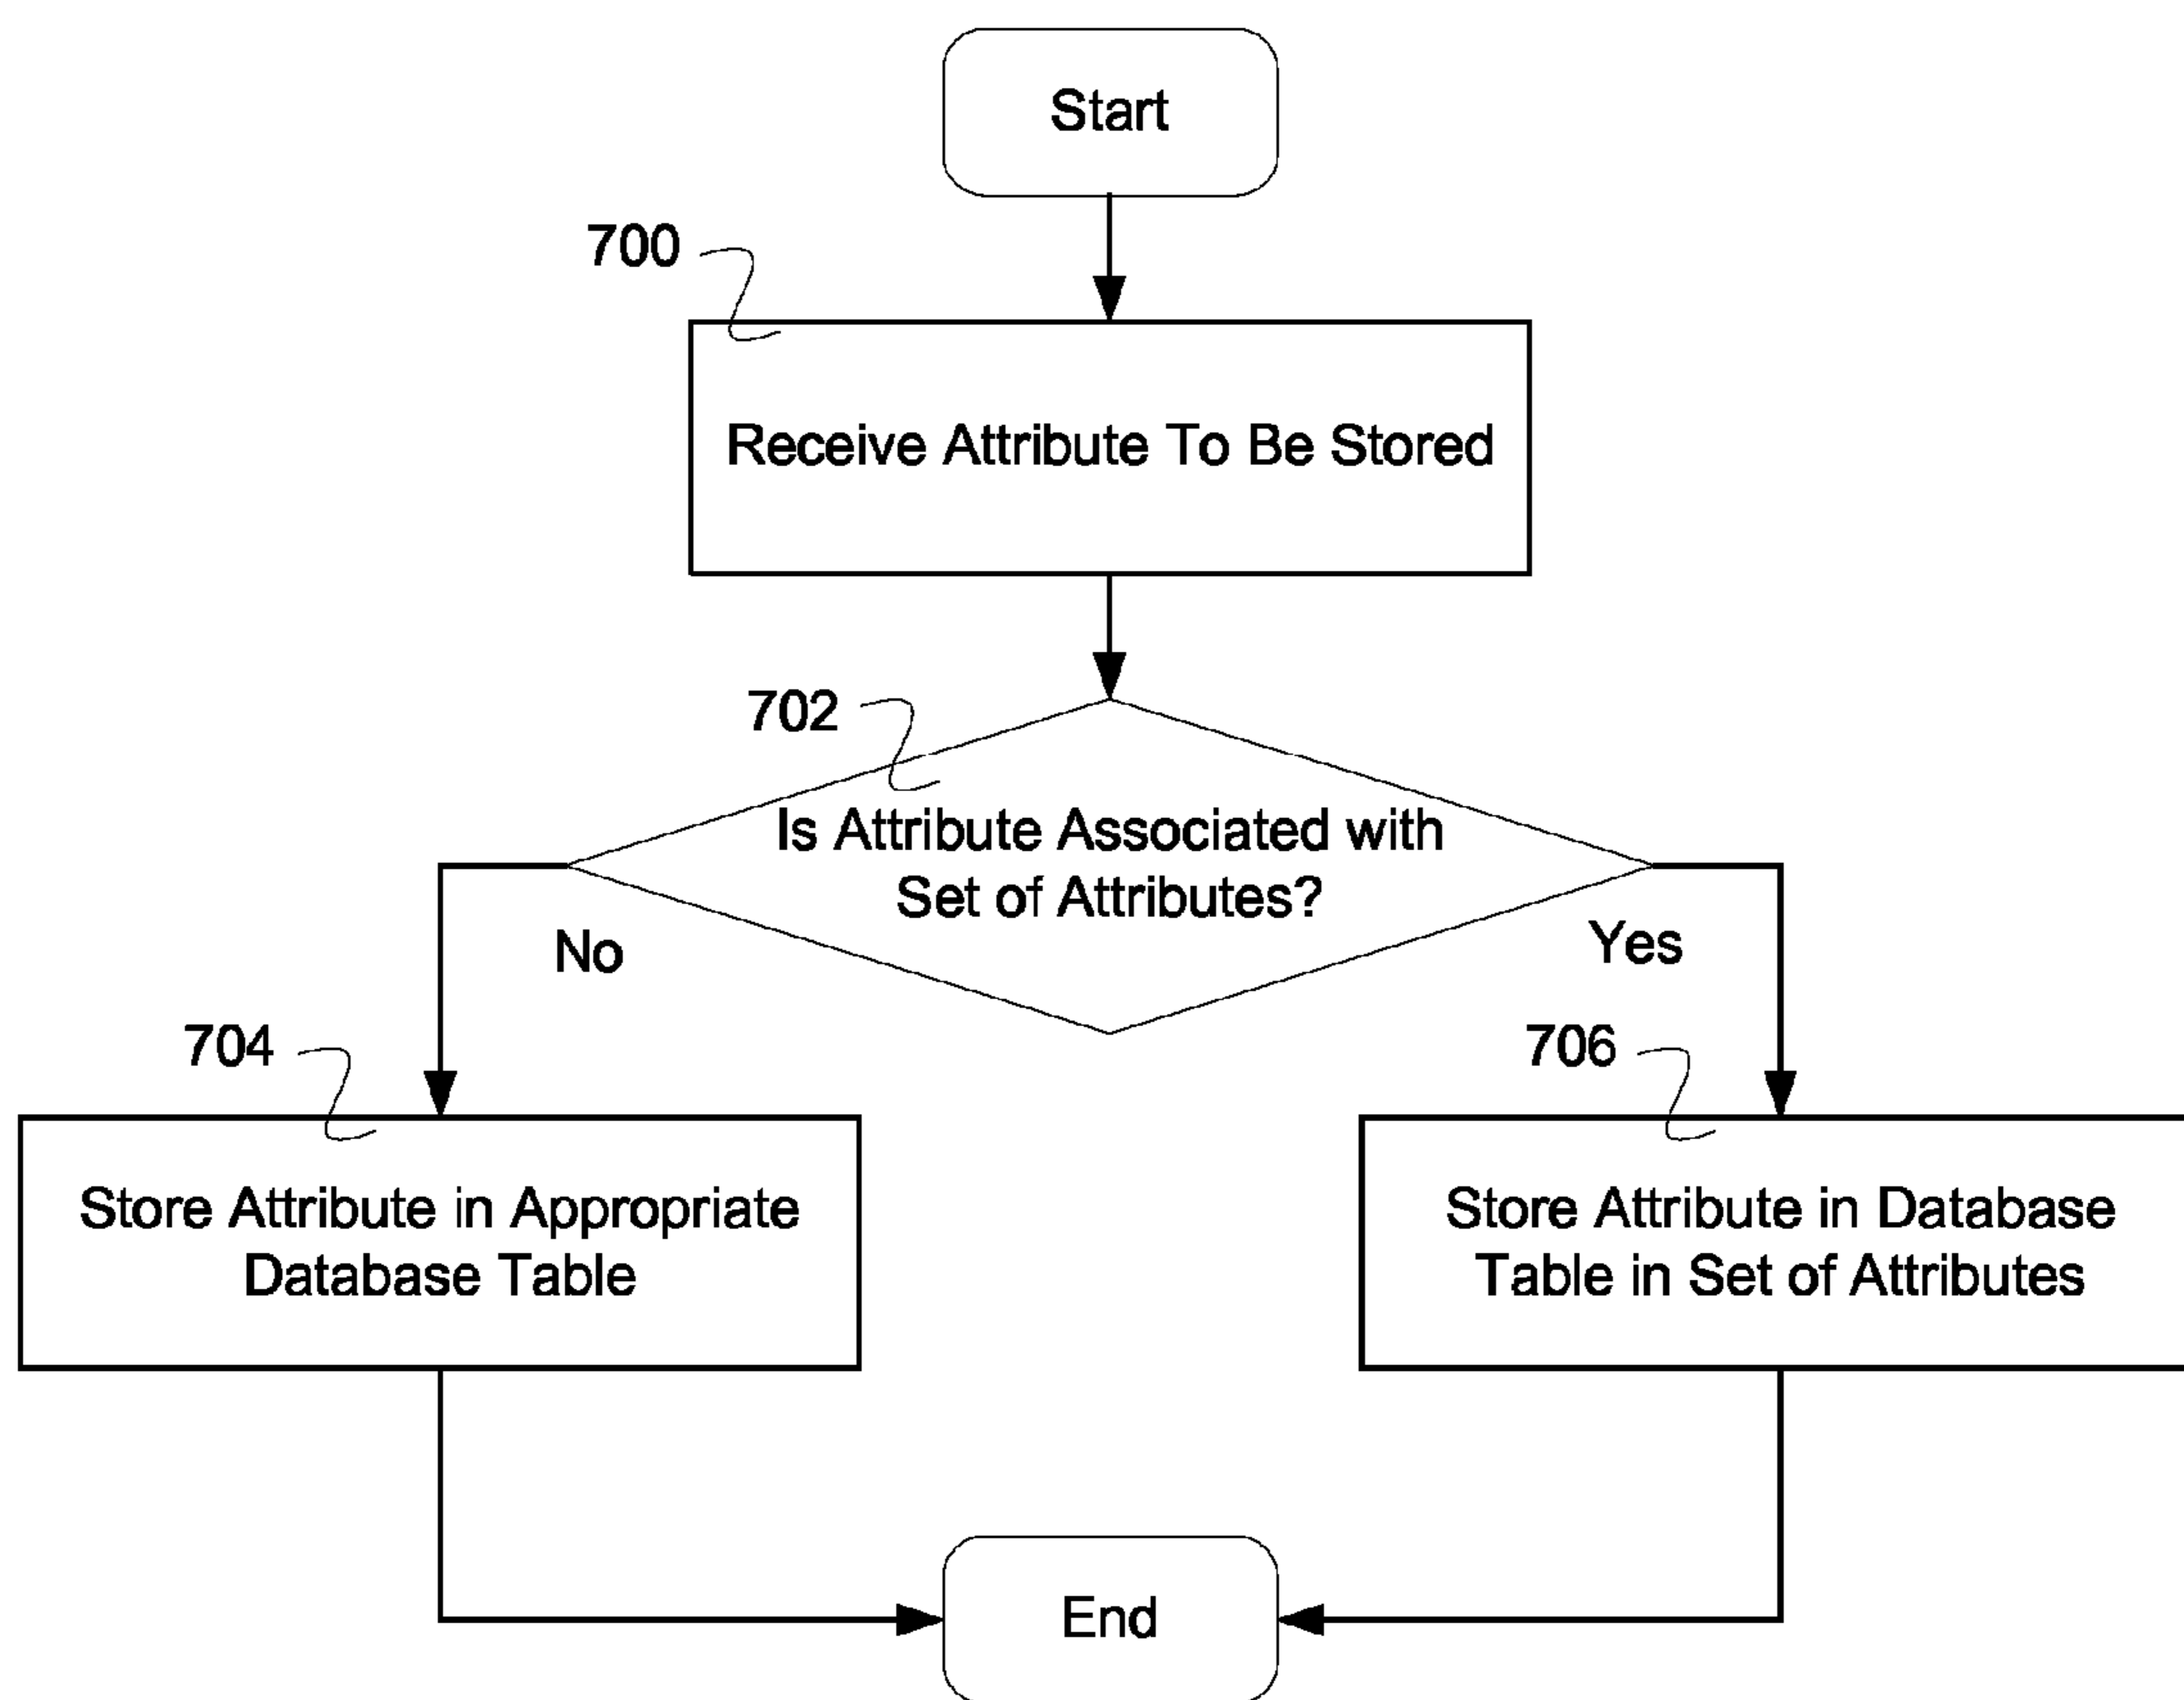 Start
700
Receive Attribute To Be Stored
702
Is Attribute Associated with
Set of Attributes?
No
Yes
704
706
Store Attribute in Appropriate
Database Table
Store Attribute in Database
Table in Set of Attributes
End